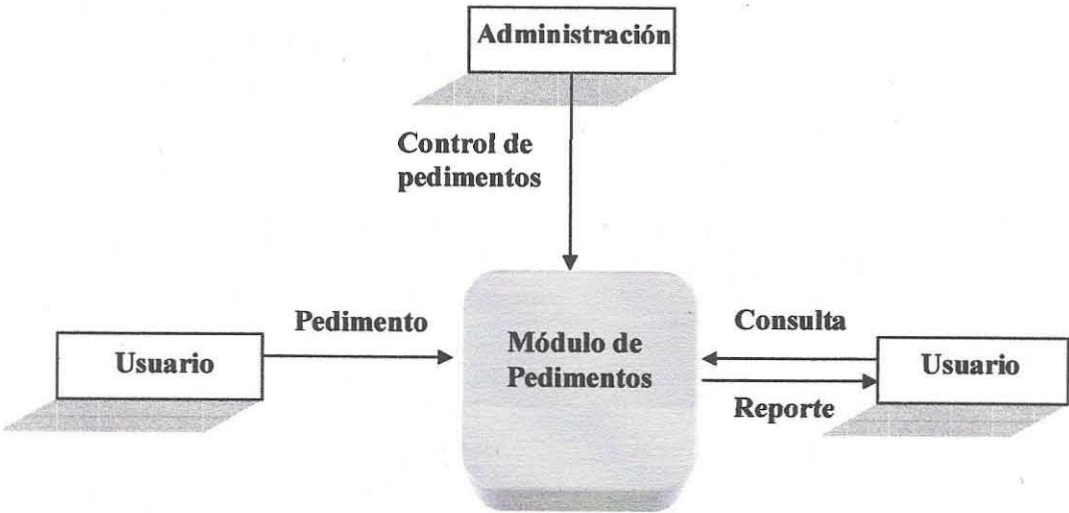 Administración
Control de
pedimentos
Pedimento
Consulta
Usuario
Módulo de
Pedimentos
Usuario
Reporte